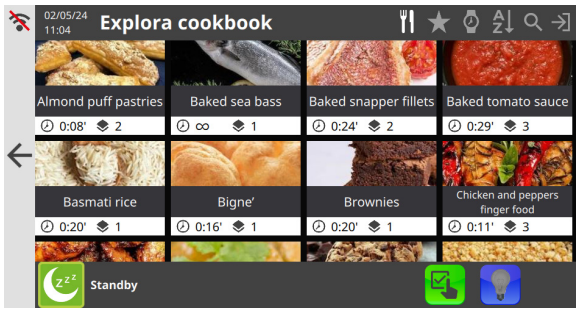 02/05/24
11:04
Explora cookbook
A
Z
Almond puff pastries
Baked sea bass
Baked snapper fillets
Baked tomato sauce
0:08' 2
∞ 1
0:24' 2
0:29' 3
Basmati rice
Bigne’
Brownies
Chicken and peppers
finger food
0:20' 1
0:16' 1
0:20' 1
0:11' 3
z z z
Standby